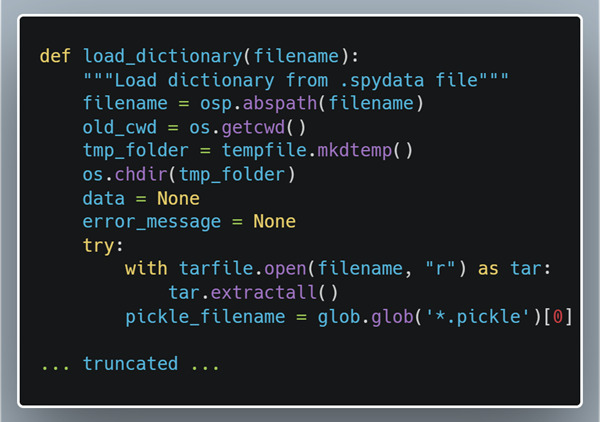 def load_dictionary(filename):
    """Load dictionary from .spydata file"""
    filename = osp.abspath(filename)
    old_cwd = os.getcwd()
    tmp_folder = tempfile.mkdtemp()
    os.chdir(tmp_folder)
    data = None
    error_message = None
    try:
        with tarfile.open(filename, "r") as tar:
            tar.extractall()
        pickle_filename = glob.glob('*.pickle')[0]
... truncated ...